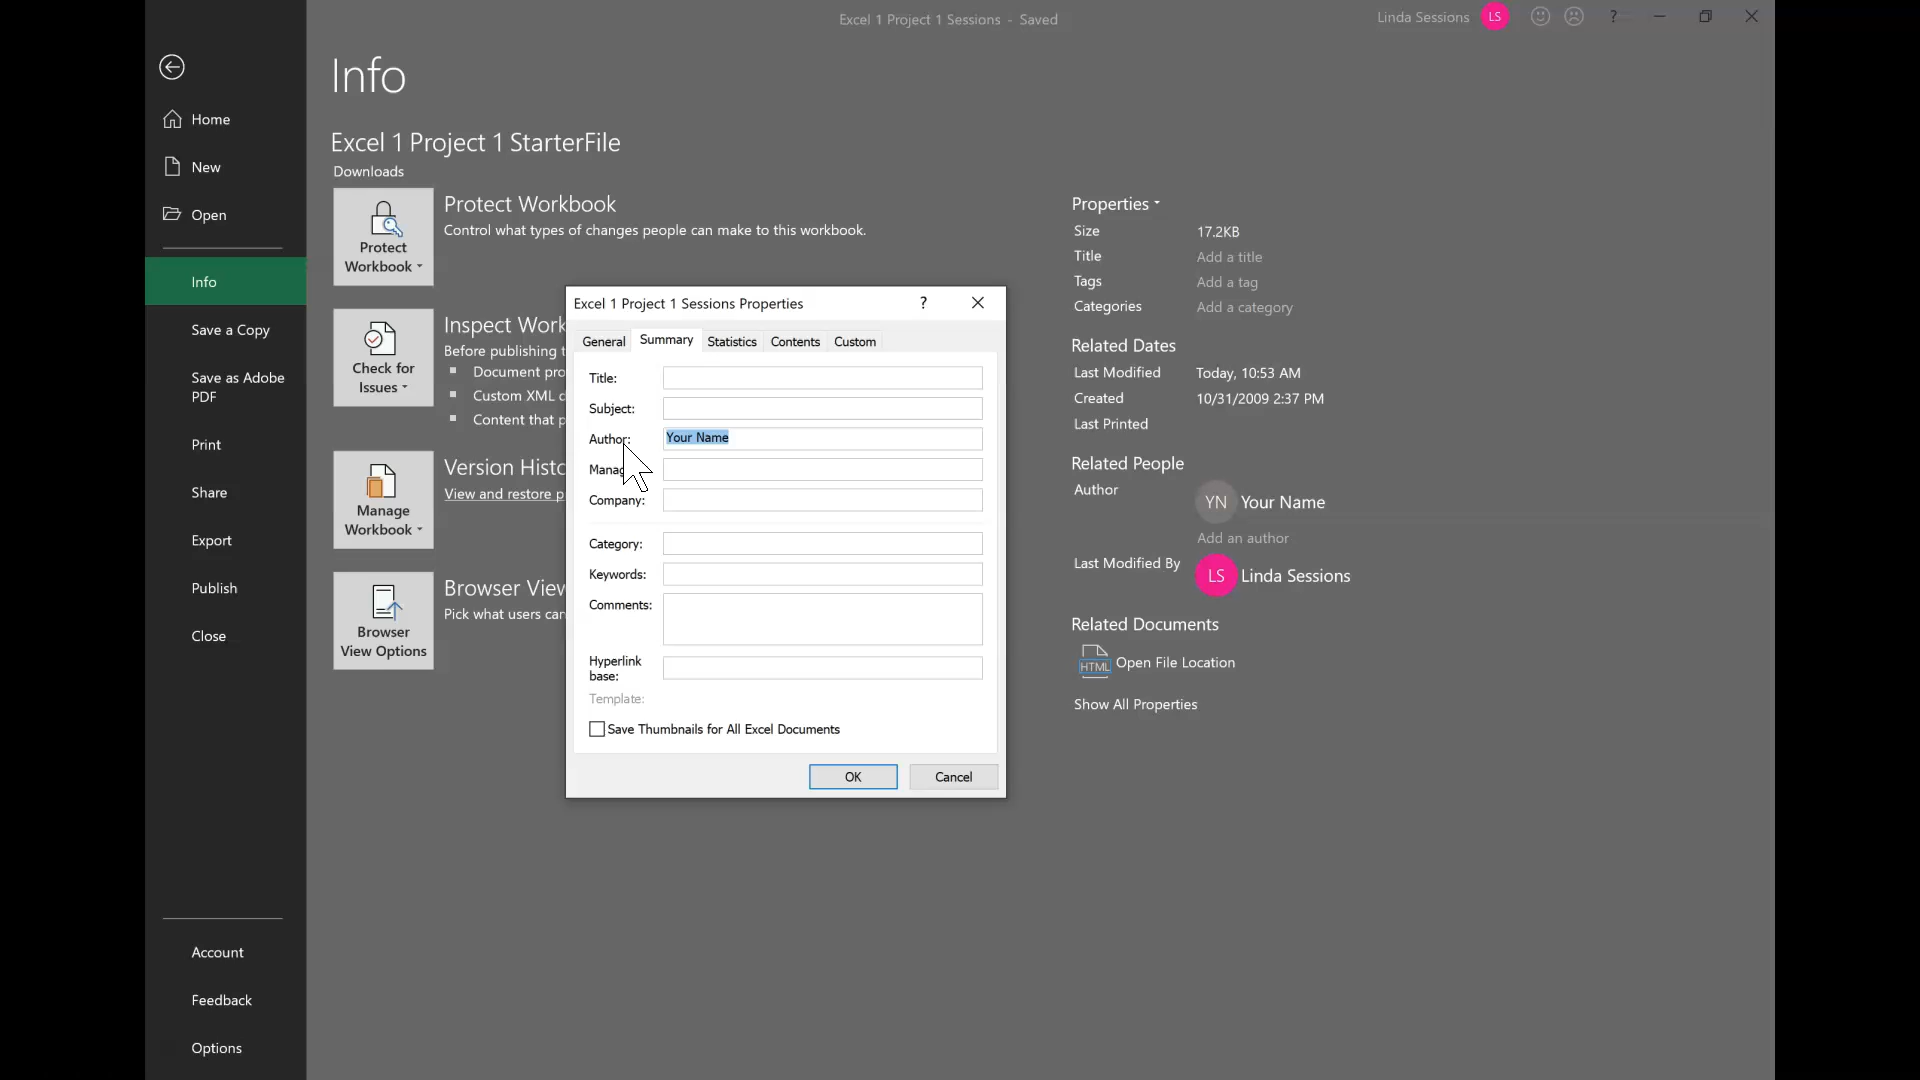 Excel 1 Project 1 Sessions - Saved
Linda Sessions LS ?
Info
Home
New
Open
Info
Save a Copy
Save as Adobe
PDF
Print
Share
Export
Publish
Close
Account
Feedback
Options
Excel 1 Project 1 StarterFile
Downloads
Protect
Workbook
Protect Workbook
Control what types of changes people can make to this workbook.
Check for
Issues
Inspect Work
Before publishing t
Document pro
Custom XML
Content that
Manage
Workbook
Version Histo
View and restore p
Browser
View Options
Browser View
Pick what users can
Excel 1 Project 1 Sessions Properties ?
General Summary Statistics Contents Custom
Title:
Subject:
Author: Your Name
Manag
Company:
Category:
Keywords:
Comments:
Hyperlink
base:
Template:
Save Thumbnails for All Excel Documents
OK Cancel
Properties
Size 17.2KB
Title Add a title
Tags Add a tag
Categories Add a category
Related Dates
Last Modified Today, 10:53 AM
Created 10/31/2009 2:37 PM
Last Printed
Related People
Author
YN Your Name
Add an author
Last Modified By
LS Linda Sessions
Related Documents
HTML Open File Location
Show All Properties